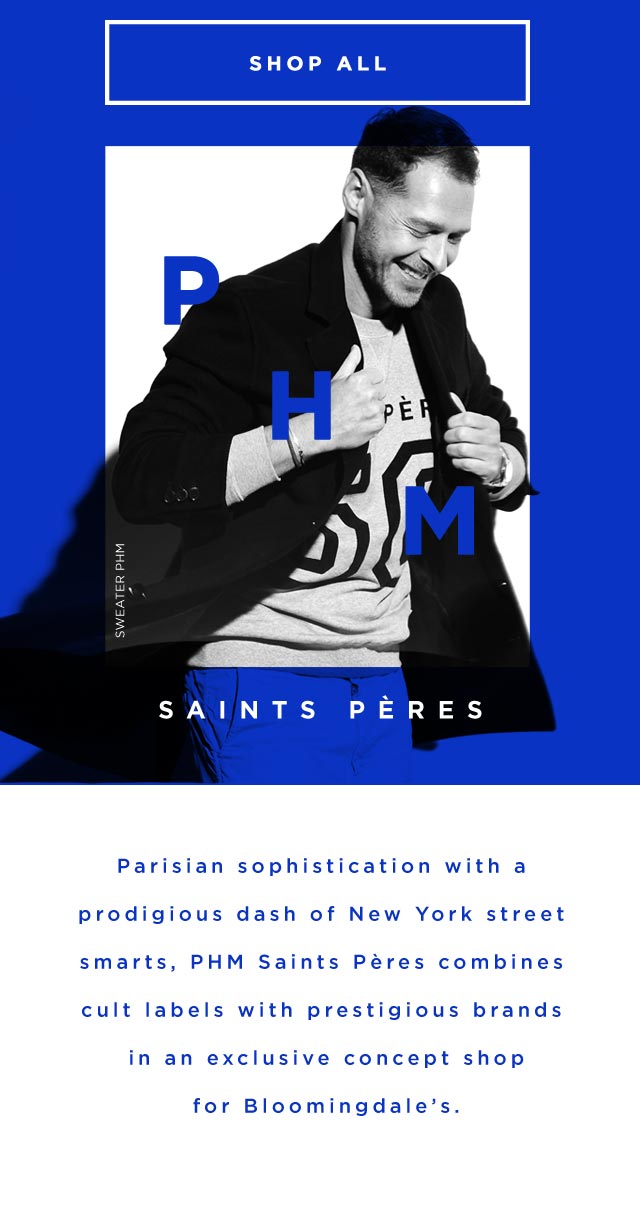 SHOP ALL
P
H
M
SWEATER PHM
SAINTS PÈRES
Parisian sophistication with a
prodigious dash of New York street
smarts, PHM Saints Pères combines
cult labels with prestigious brands
in an exclusive concept shop
for Bloomingdale’s.